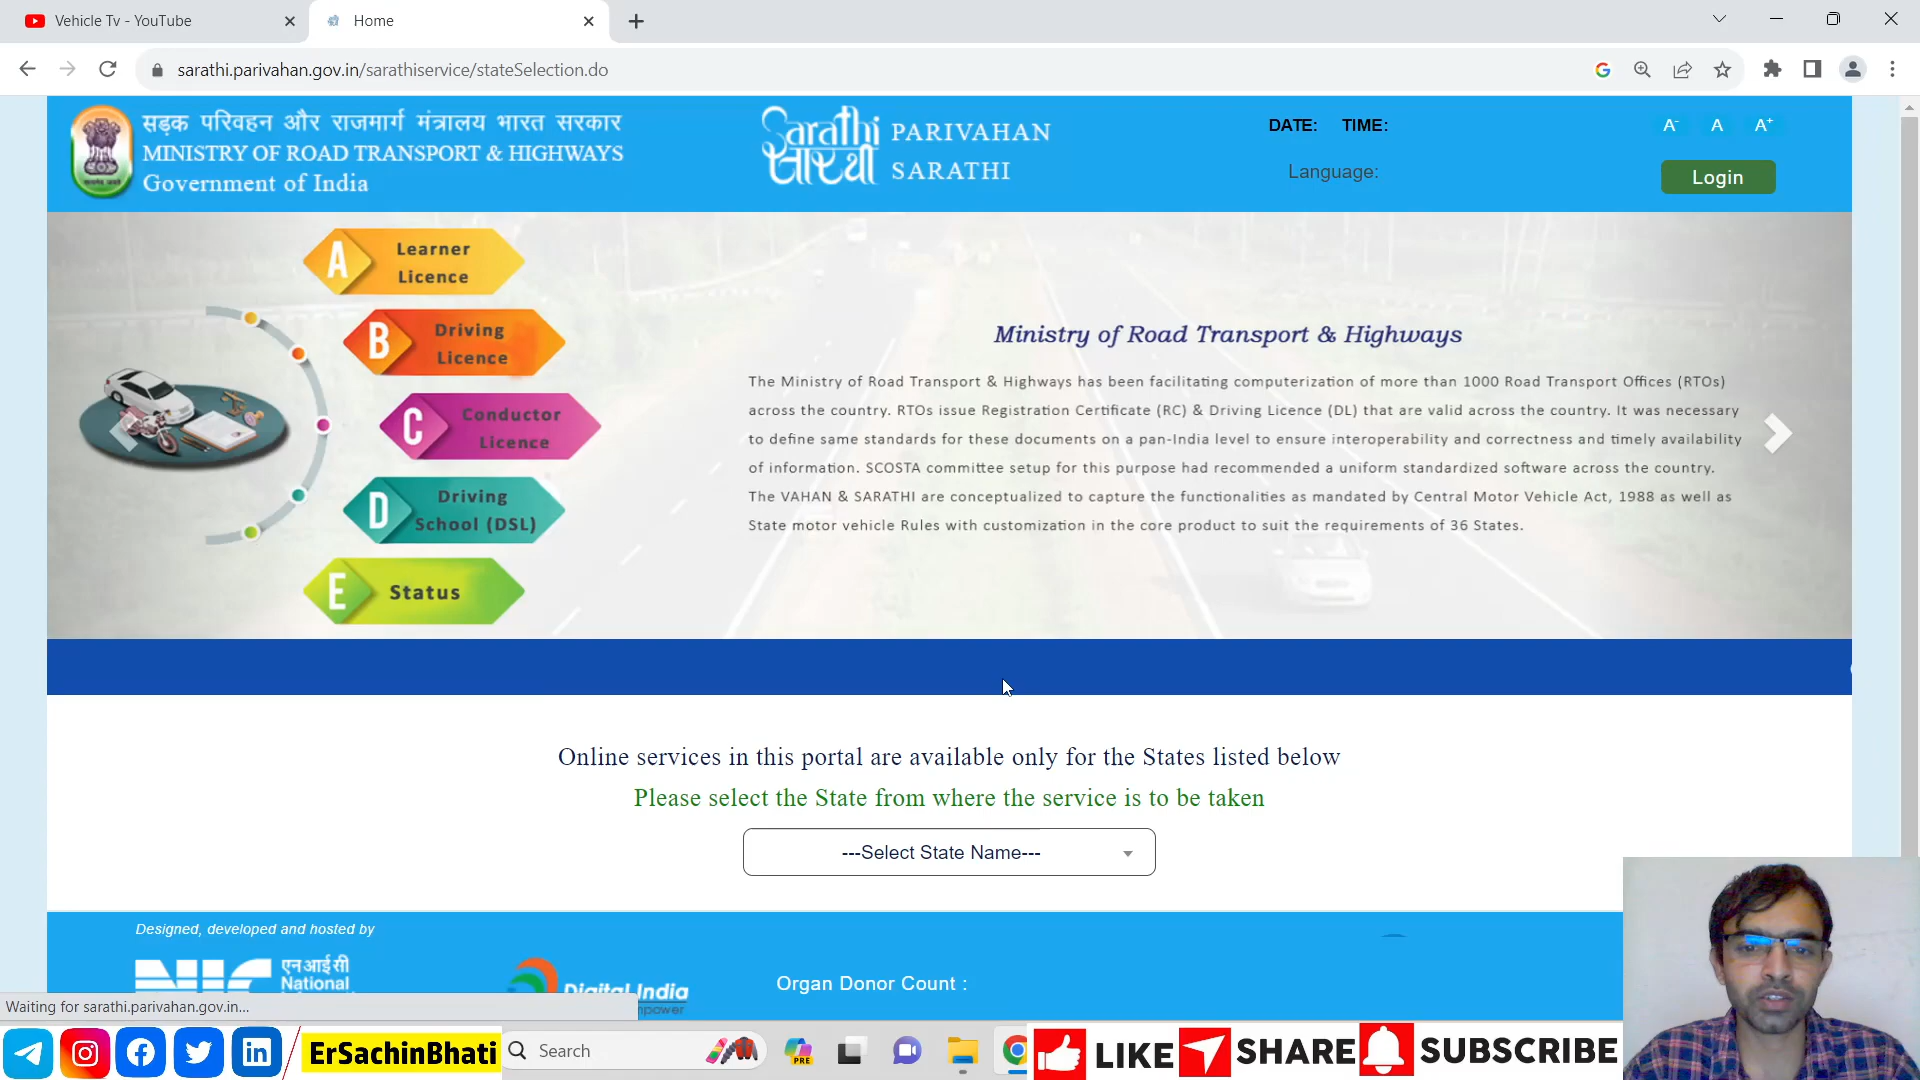 Vehicle Tv - YouTube
Home
sarathi.parivahan.gov.in/sarathiservice/stateSelection.do
सड़क परिवहन और राजमार्ग मंत्रालय भारत सरकार
MINISTRY OF ROAD TRANSPORT & HIGHWAYS
Government of India
Sarathi
सारथी
PARIVAHAN
SARATHI
DATE: TIME:
Language:
A- A A+
Login
A Learner Licence
B Driving Licence
C Conductor Licence
D Driving School (DSL)
E Status
Ministry of Road Transport & Highways
The Ministry of Road Transport & Highways has been facilitating computerization of more than 1000 Road Transport Offices (RTOs)
across the country. RTOs issue Registration Certificate (RC) & Driving Licence (DL) that are valid across the country. It was necessary
to define same standards for these documents on a pan-India level to ensure interoperability and correctness and timely availability
of information. SCOSTA committee setup for this purpose had recommended a uniform standardized software across the country.
The VAHAN & SARATHI are conceptualized to capture the functionalities as mandated by Central Motor Vehicle Act, 1988 as well as
State motor vehicle Rules with customization in the core product to suit the requirements of 36 States.
Online services in this portal are available only for the States listed below
Please select the State from where the service is to be taken
---Select State Name---
Designed, developed and hosted by
NIC
एनआईसी
National
Digital India
Organ Donor Count :
Waiting for sarathi.parivahan.gov.in...
ErSachinBhati
Search
PRE
LIKE SHARE SUBSCRIBE